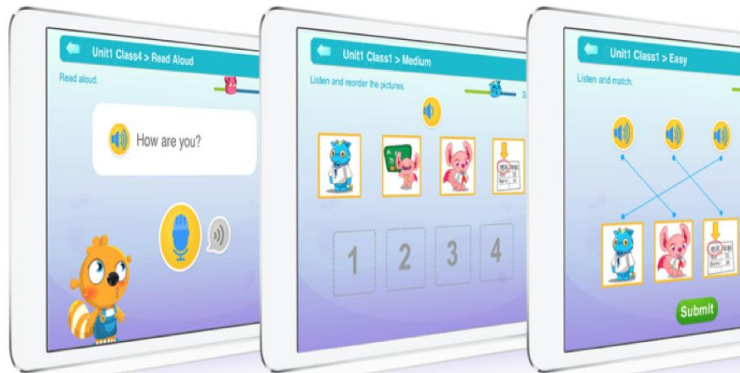 Unit1 Class4 > Read Aloud
Read aloud.
How are you?
Unit1 Class1 > Medium
Listen and reorder the pictures.
1 2 3 4
Unit1 Class1 > Easy
Listen and match.
Submit